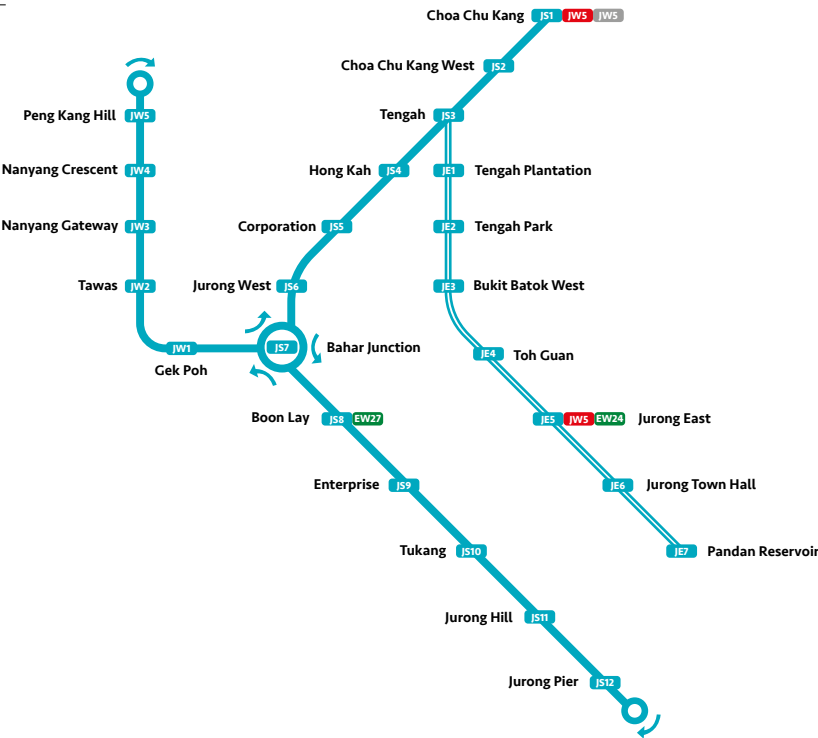 Choa Chu Kang JS1 JW5 JW5
Choa Chu Kang West JS2
Tengah JS3
Peng Kang Hill JW5
Nanyang Crescent JW4
Hong Kah JS4
JE1 Tengah Plantation
Nanyang Gateway JW3
Corporation JS5
JE2 Tengah Park
Tawas JW2
Jurong West JS6
JE3 Bukit Batok West
JW1
Gek Poh
JS7 Bahar Junction
JE4 Toh Guan
Boon Lay JS8 EW27
JE5 JW5 EW24 Jurong East
Enterprise JS9
JE6 Jurong Town Hall
Tukang JS10
JE7 Pandan Reservoir
Jurong Hill JS11
Jurong Pier JS12